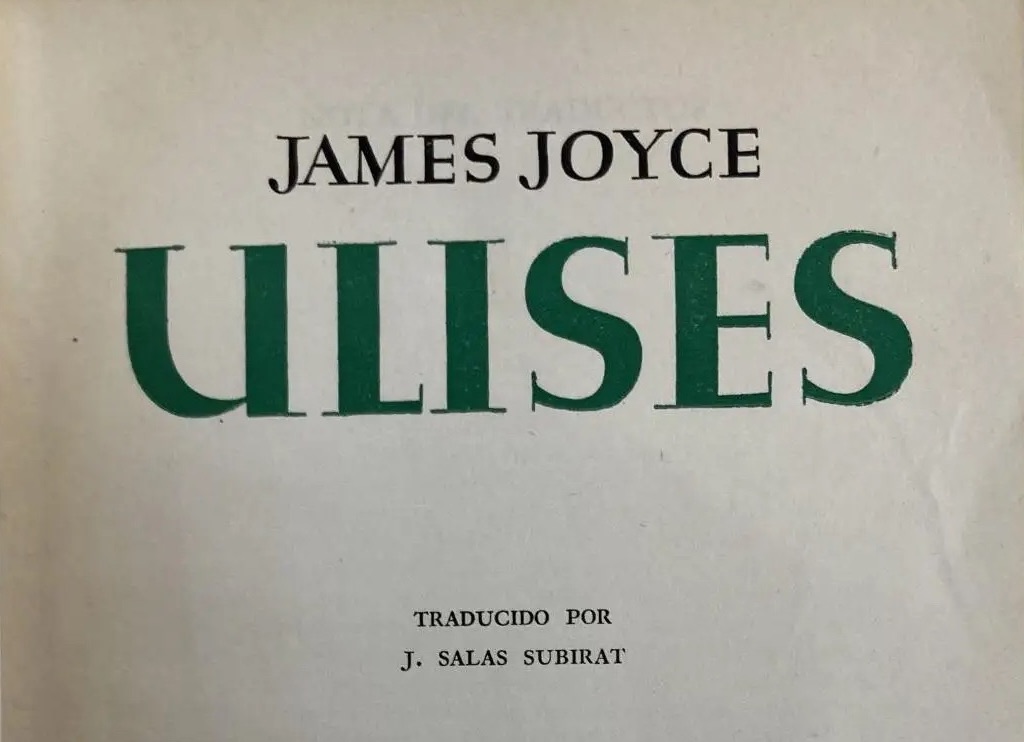 JAMES JOYCE
ULISES
TRADUCIDO POR
J. SALAS SUBIRAT